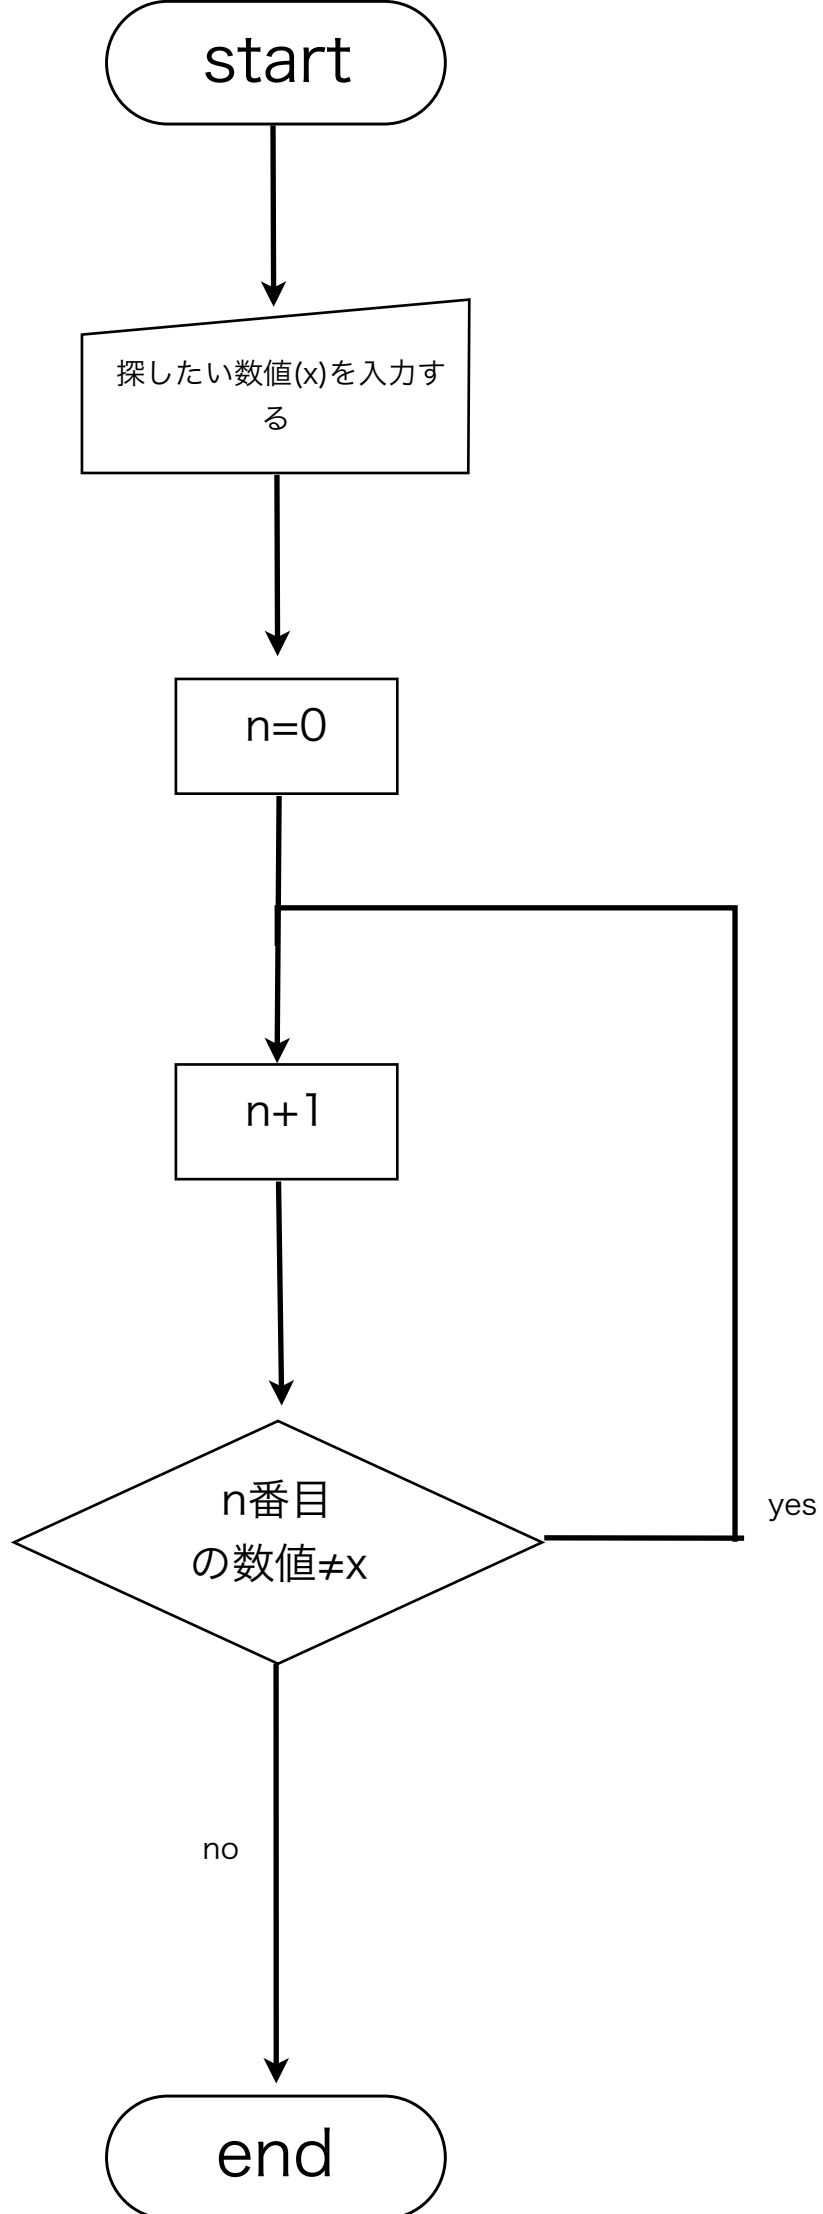 start
探したい数値(x)を入力す
る
n=0
n+1
n番目
の数値≠x
yes
no
end